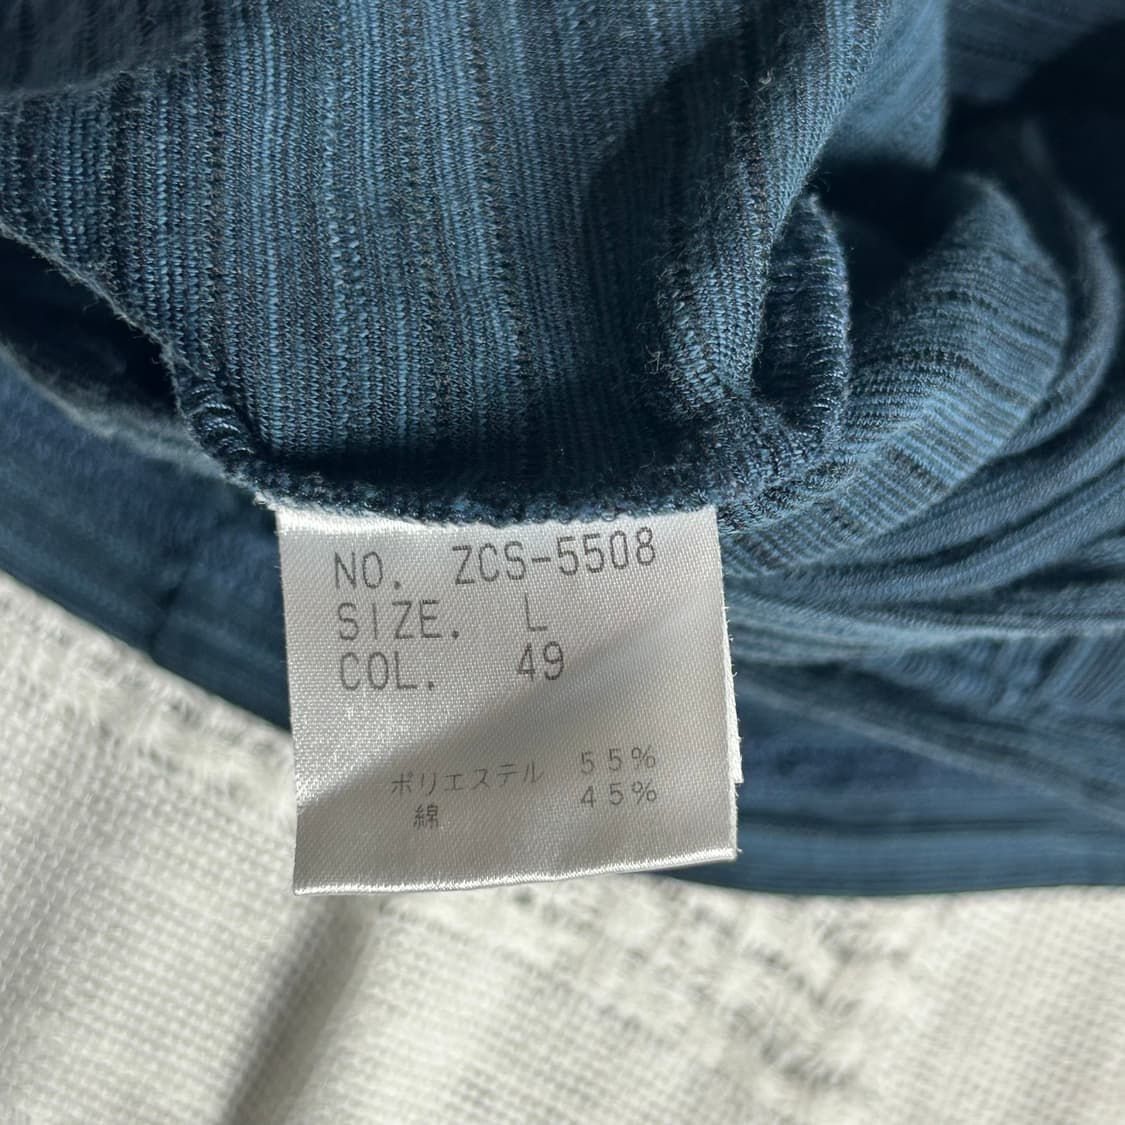 NO. ZCS-5508
SIZE. L
COL. 49
ポリエステル 55%
綿 45%